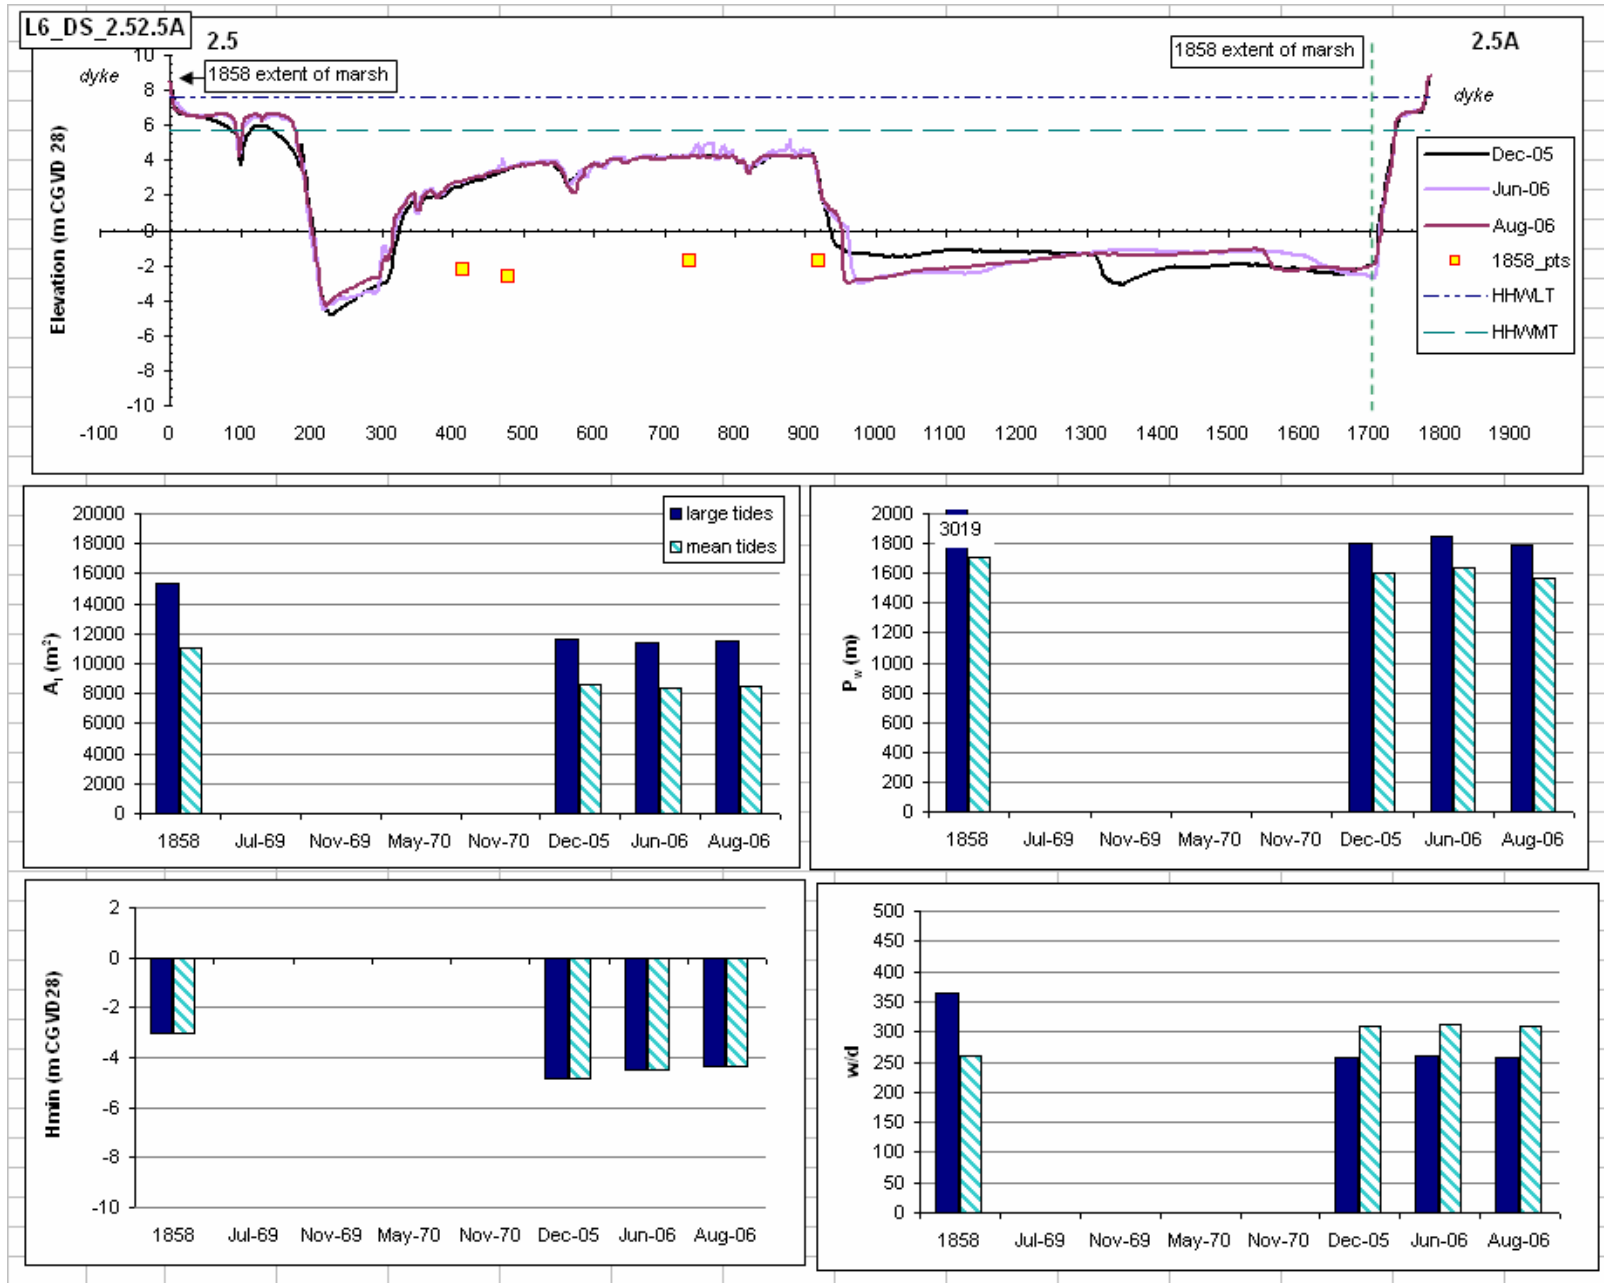 L6_DS_2.52.5A
2.5
1858 extent of marsh
2.5A
dyke
1858 extent of marsh
dyke
Elevation (m CGVD 28)
10
8
6
4
2
0
-2
-4
-6
-8
-10
-100 0 100 200 300 400 500 600 700 800 900 1000 1100 1200 1300 1400 1500 1600 1700 1800 1900
Dec-05
Jun-06
Aug-06
1858_pts
HHWLT
HHWMT
A_I (m²)
20000
18000
16000
14000
12000
10000
8000
6000
4000
2000
0
large tides
mean tides
1858 Jul-69 Nov-69 May-70 Nov-70 Dec-05 Jun-06 Aug-06
P_w (m)
2000
1800
1600
1400
1200
1000
800
600
400
200
0
3019
1858 Jul-69 Nov-69 May-70 Nov-70 Dec-05 Jun-06 Aug-06
Hmin (m CGVD28)
2
0
-2
-4
-6
-8
-10
1858 Jul-69 Nov-69 May-70 Nov-70 Dec-05 Jun-06 Aug-06
w/d
500
450
400
350
300
250
200
150
100
50
0
1858 Jul-69 Nov-69 May-70 Nov-70 Dec-05 Jun-06 Aug-06